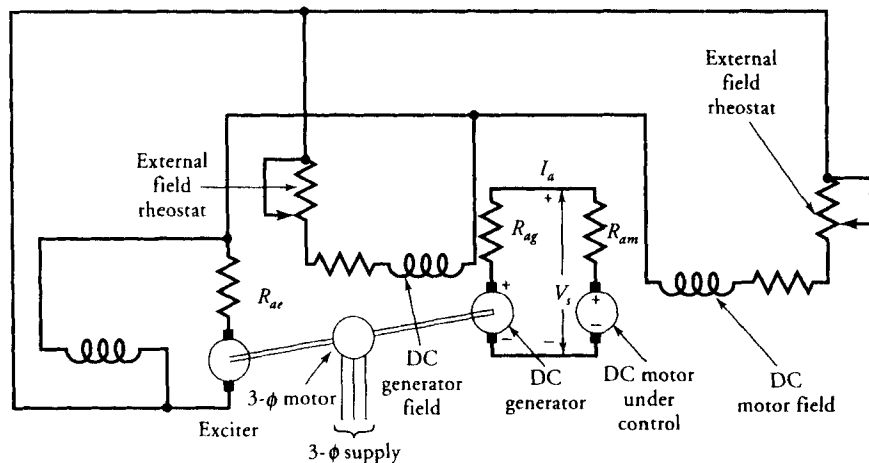 External
field
rheostat
External
field
rheostat
I_a
+
R_ag
R_am
R_ae
+
V_s
+
−
−
−
3-ϕ motor
DC
generator
field
DC
generator
DC motor
under
control
DC
motor field
Exciter
3-ϕ supply